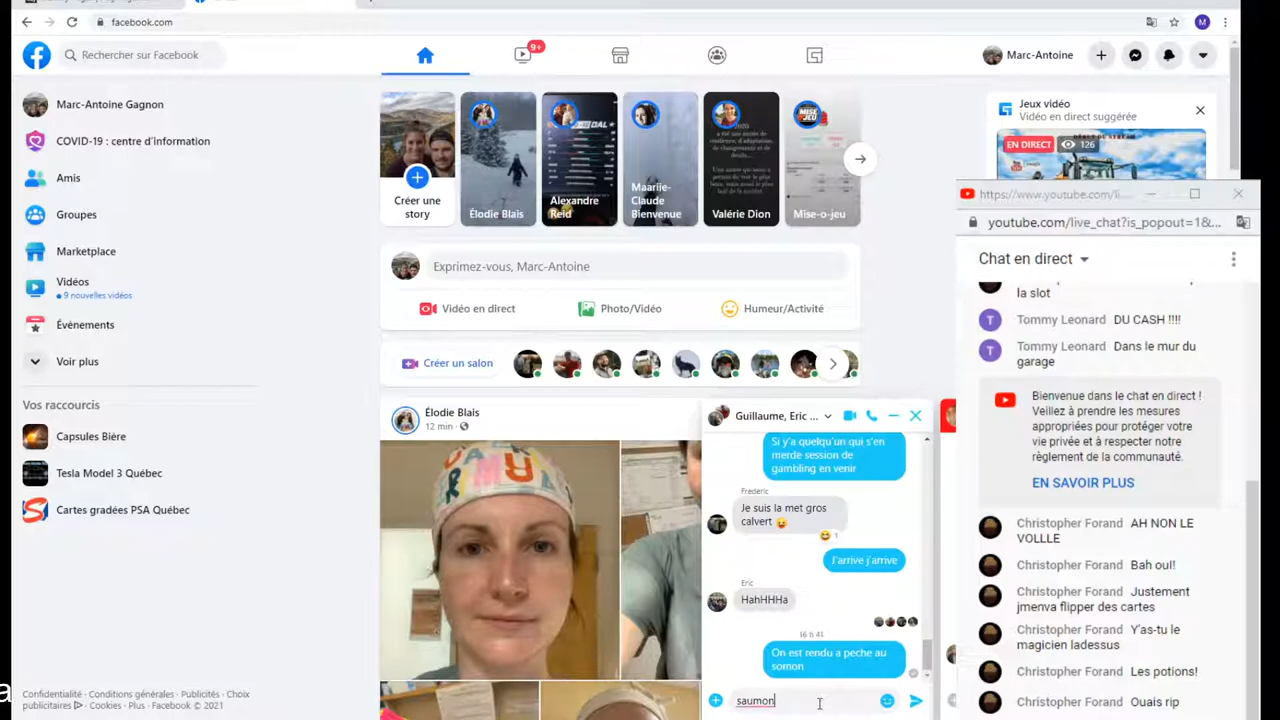 facebook.com
M
Rechercher sur Facebook
9+
Marc-Antoine
Marc-Antoine Gagnon
COVID-19 : centre d'information
Amis
Groupes
Marketplace
Vidéos
9 nouvelles vidéos
Évènements
Voir plus
Vos raccourcis
Capsules Bière
Tesla Model 3 Québec
Cartes gradées PSA Québec
Confidentialité · Conditions générales · Publicités · Choix
publicitaires · Cookies · Plus · Facebook © 2021
Créer une
story
Élodie Blais
Alexandre
Reid
Maariie-
Claude
Bienvenue
Valérie Dion
Mise-o-jeu
Exprimez-vous, Marc-Antoine
Vidéo en direct
Photo/Vidéo
Humeur/Activité
Créer un salon
Élodie Blais
12 min ·
Guillaume, Eric ...
Si y'a quelqu'un qui s'en
merde session de
gambling en venir
Frederic
Je suis la met gros
calvert
1
J'arrive j'arrive
Eric
HahHHHa
16 h 41
On est rendu a peche au
somon
saumon
Jeux vidéo
Vidéo en direct suggérée
EN DIRECT
126
https://www.youtube.com/li...
youtube.com/live_chat?is_popout=1&...
Chat en direct
la slot
Tommy Leonard DU CASH !!!!
Tommy Leonard Dans le mur du
garage
Bienvenue dans le chat en direct !
Veillez à prendre les mesures
appropriées pour protéger votre
vie privée et à respecter notre
règlement de la communauté.
EN SAVOIR PLUS
Christopher Forand AH NON LE
VOLLLE
Christopher Forand Bah oui!
Christopher Forand Justement
jmenva flipper des cartes
Christopher Forand Y'as-tu le
magicien ladessus
Christopher Forand Les potions!
Christopher Forand Ouais rip